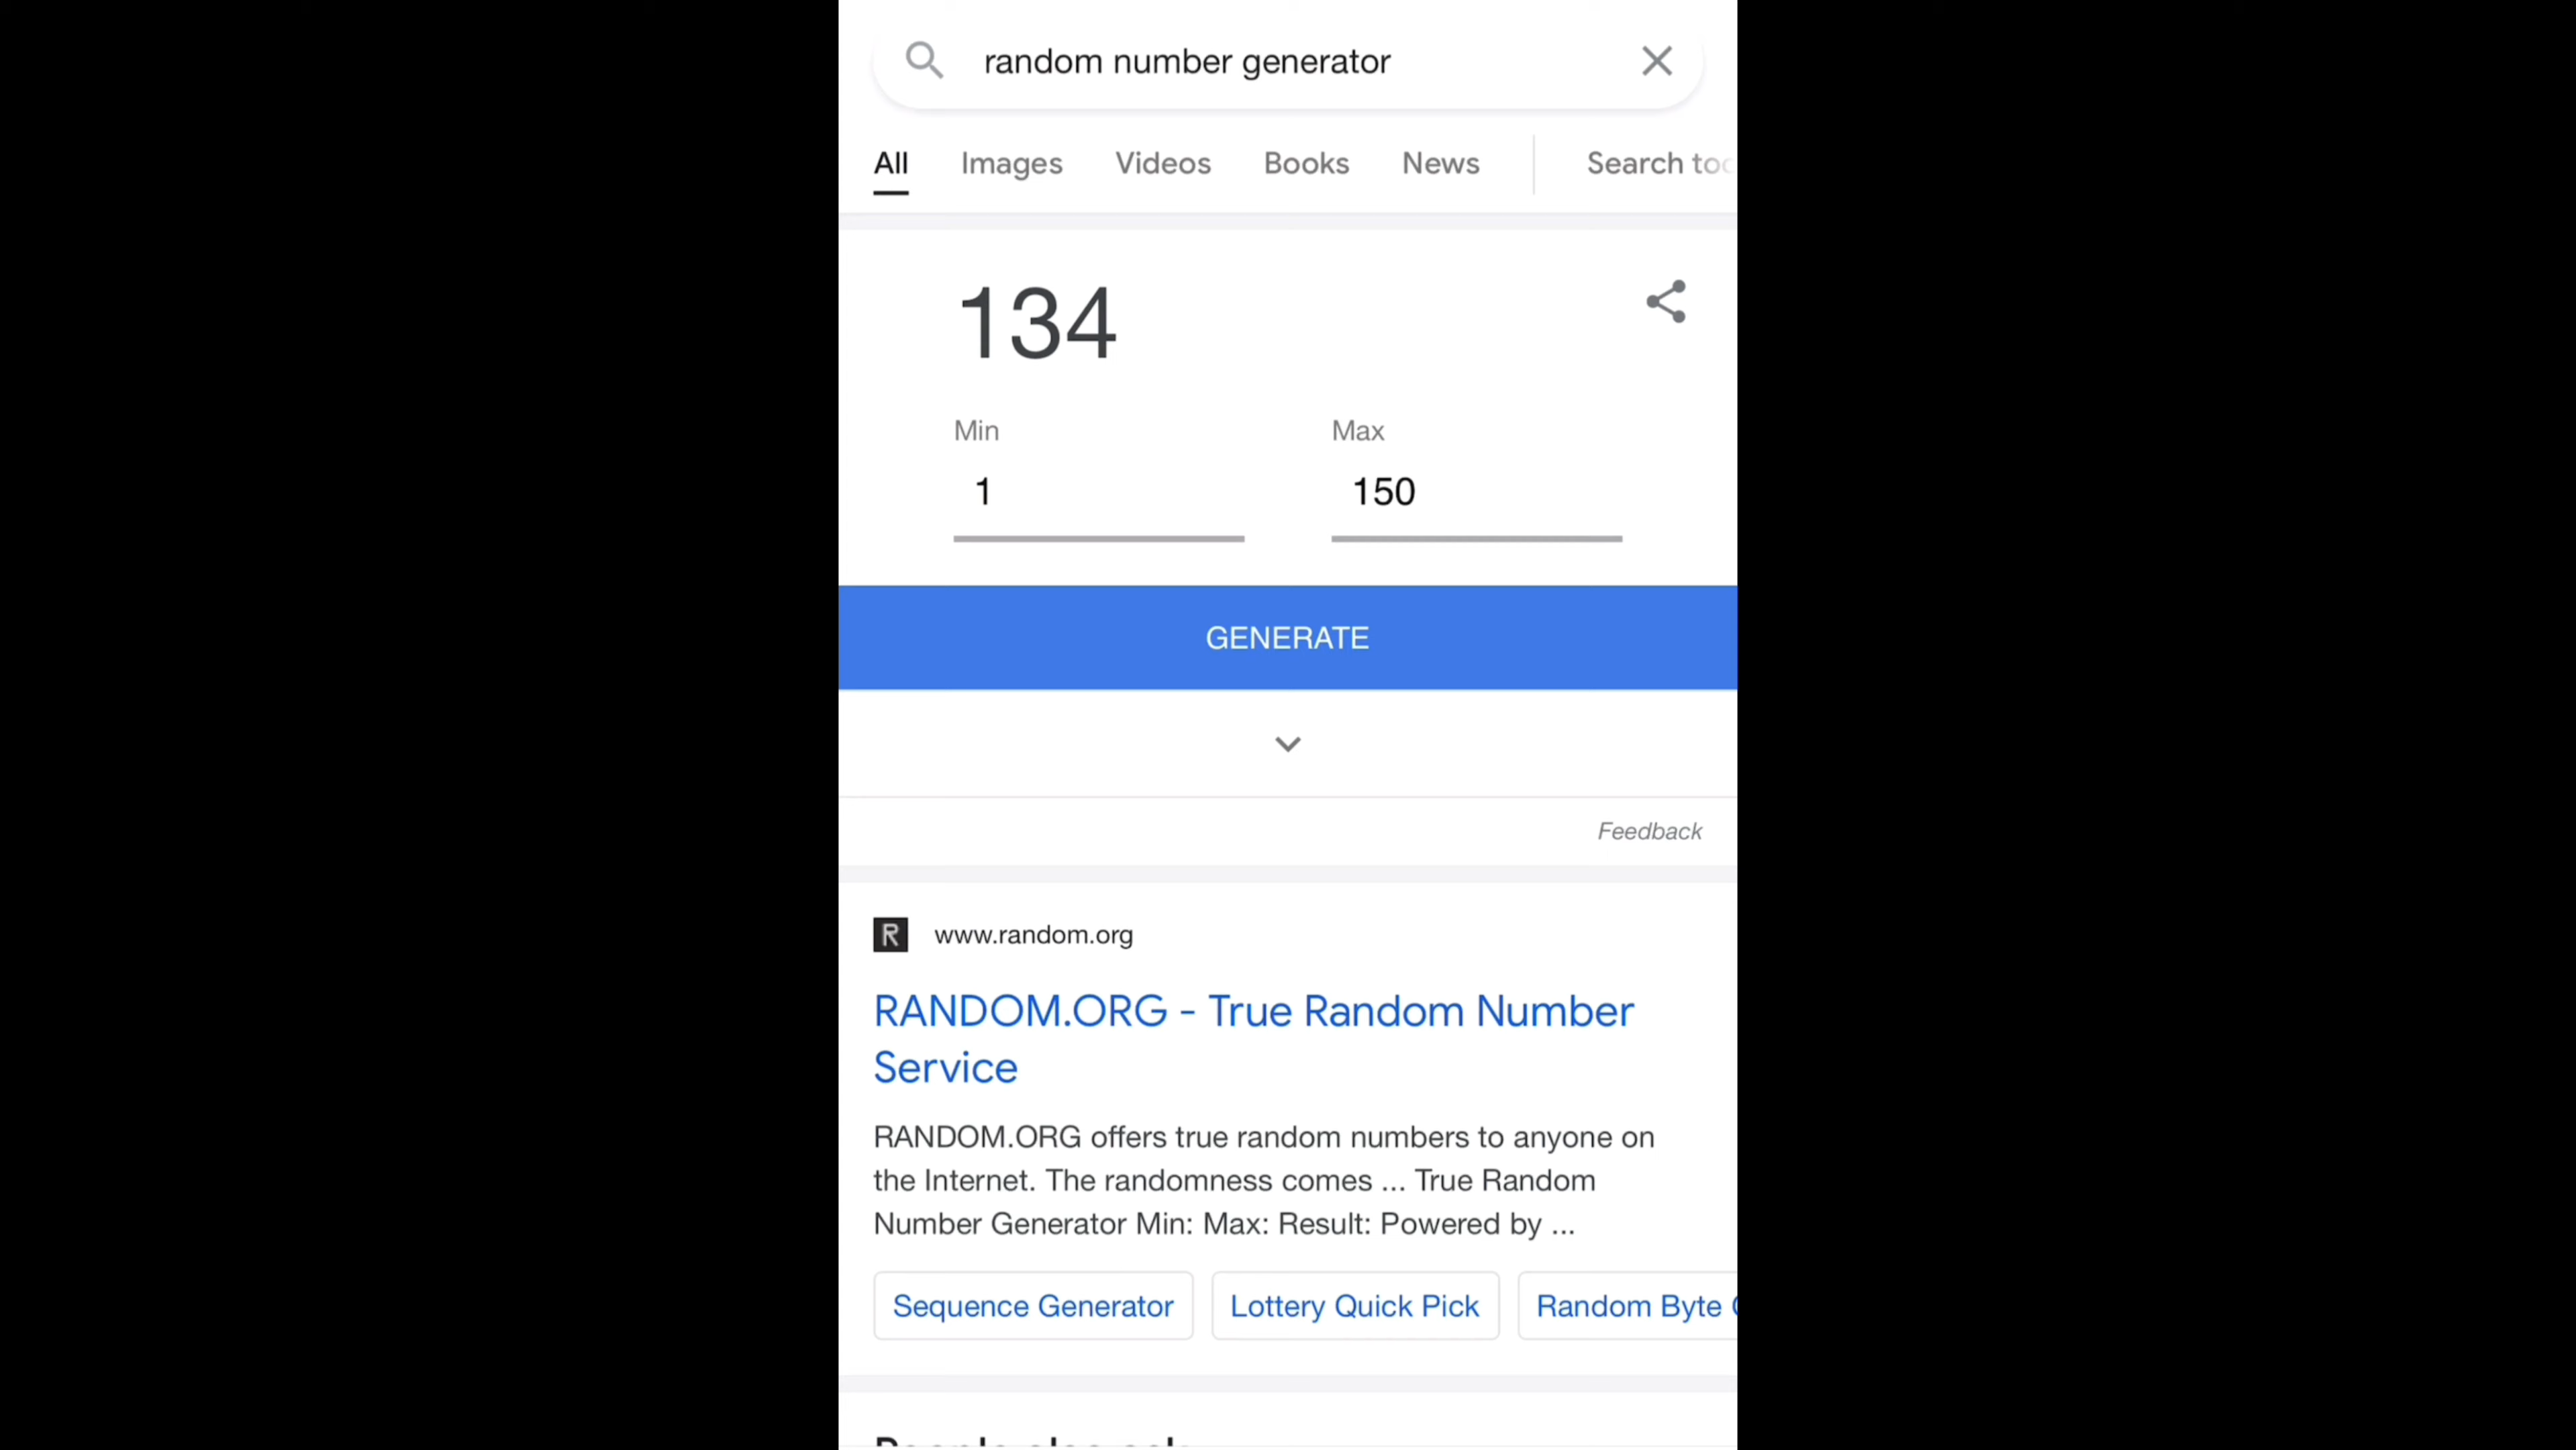 random number generator
All Images Videos Books News Search
134
Min Max
1 150
GENERATE
Feedback
R www.random.org
RANDOM.ORG - True Random Number
Service
RANDOM.ORG offers true random numbers to anyone on
the Internet. The randomness comes ... True Random
Number Generator Min: Max: Result: Powered by ...
Sequence Generator Lottery Quick Pick Random Byte